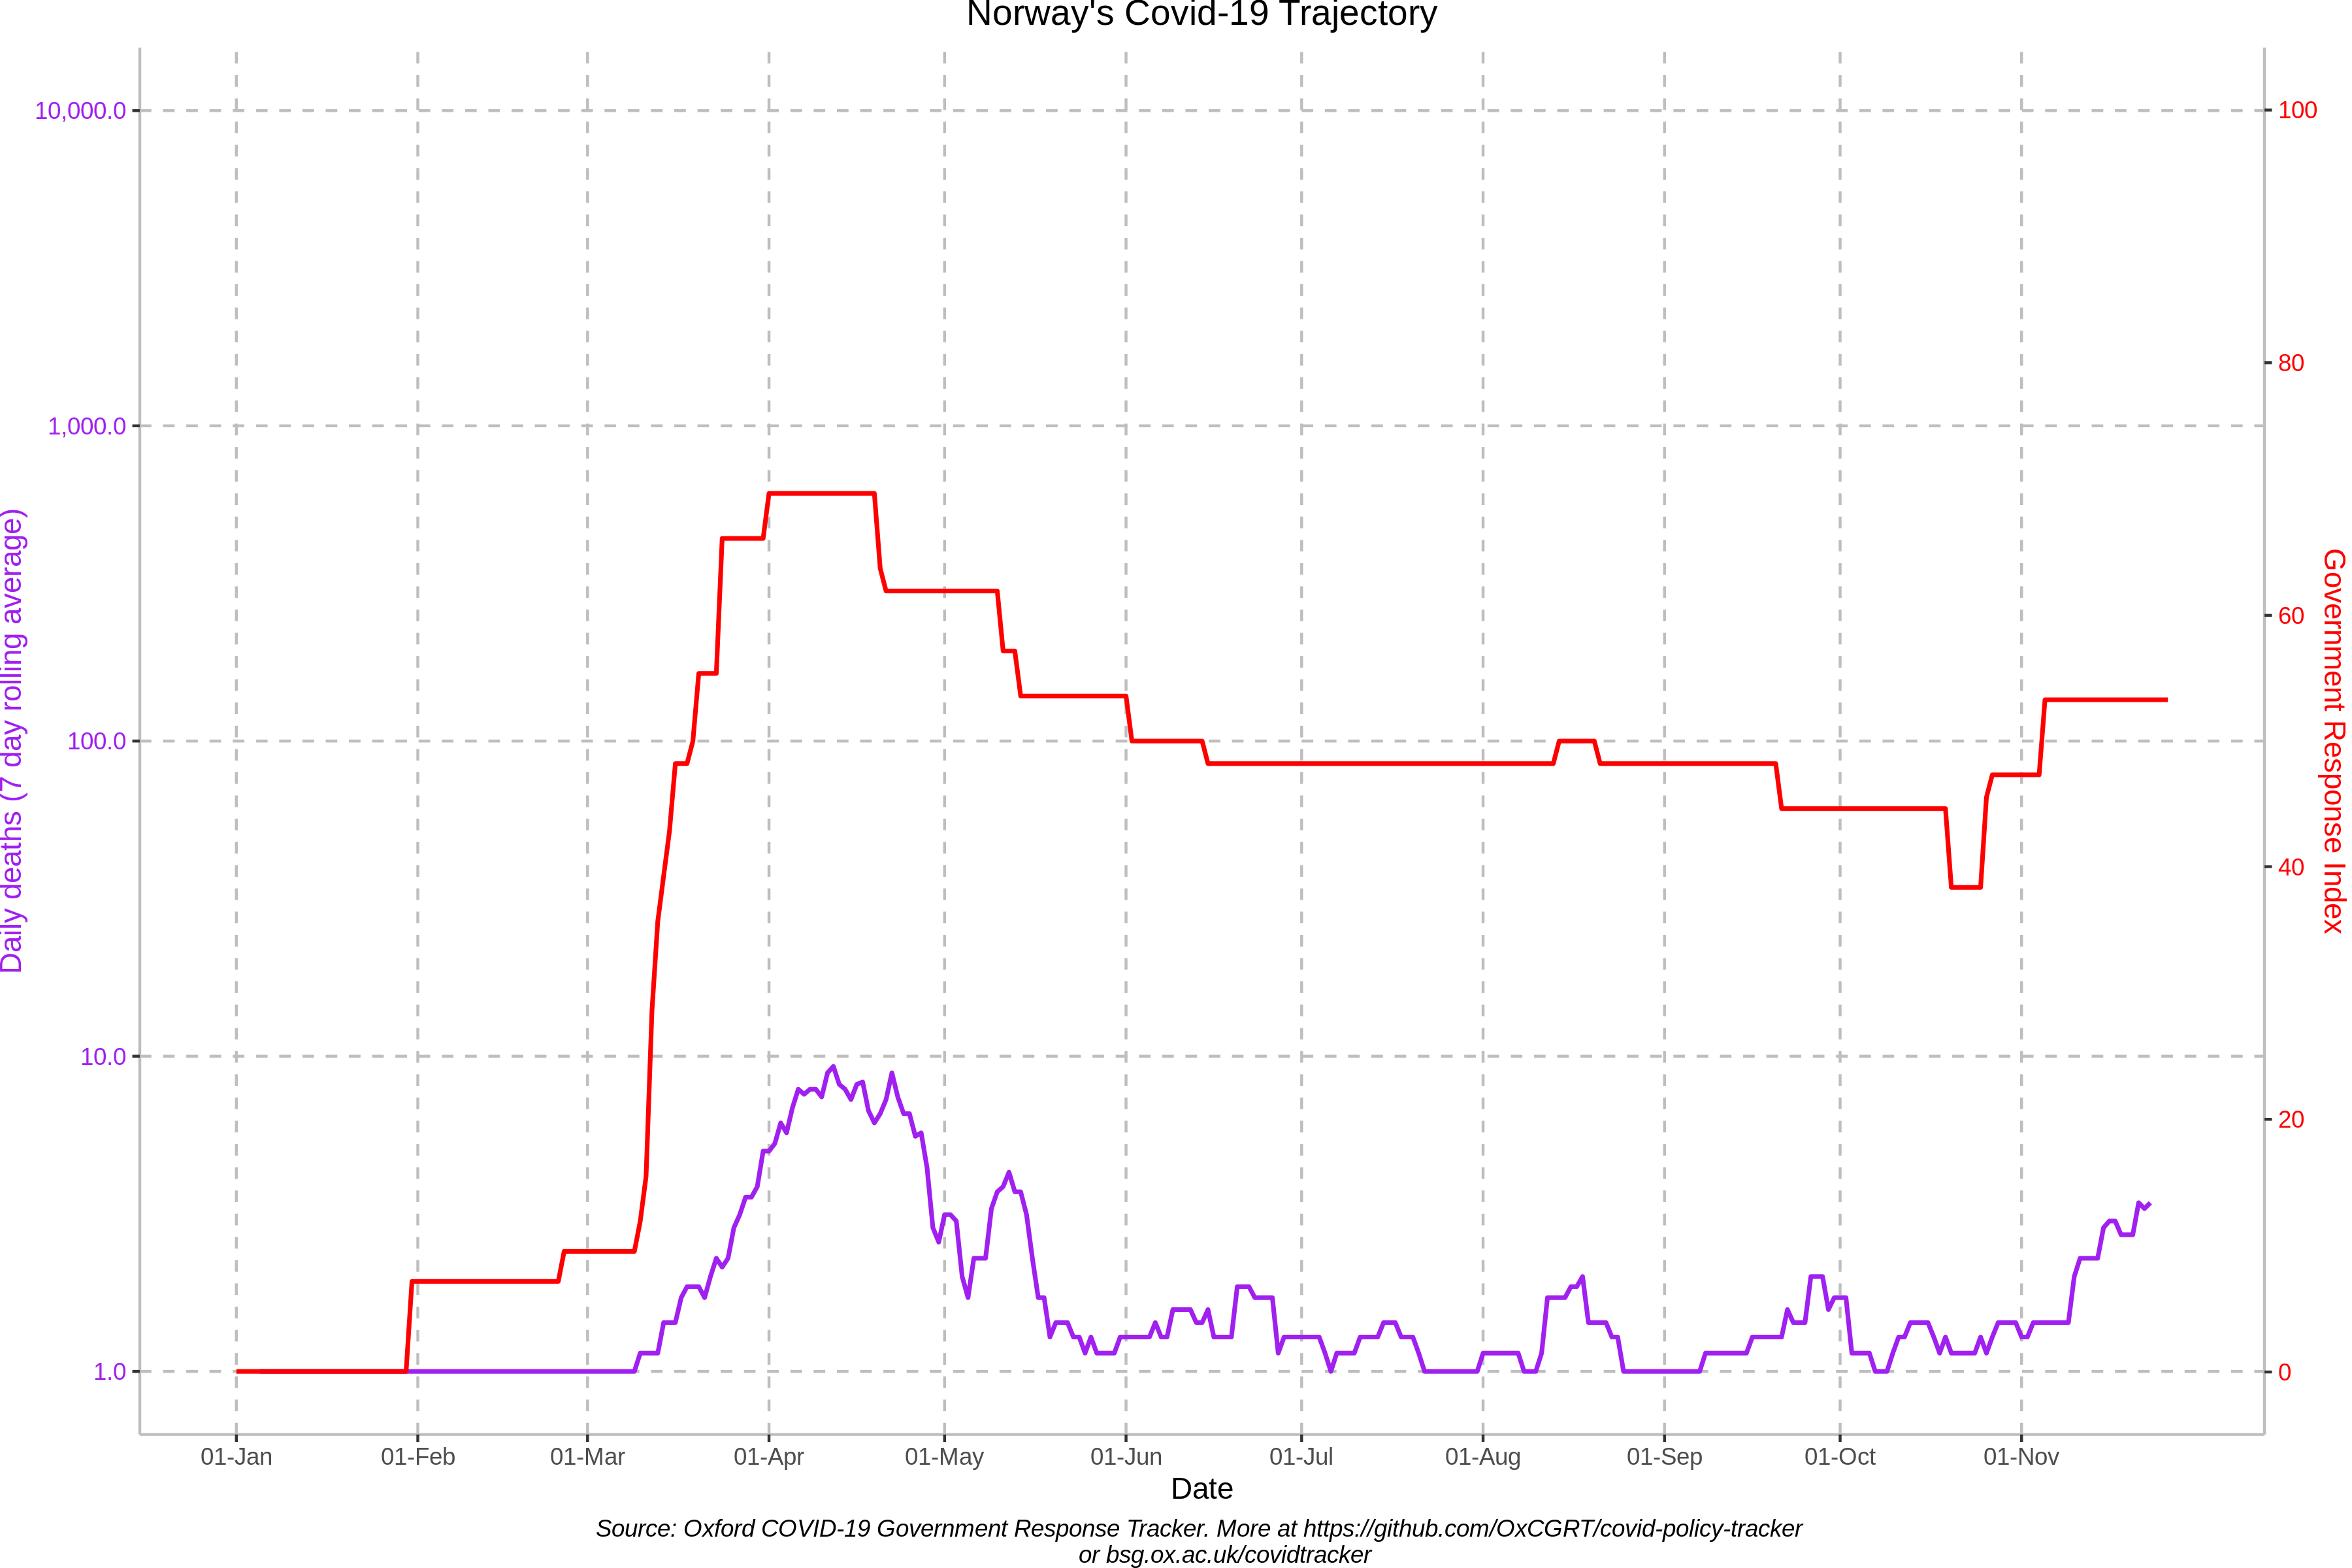 Norway's Covid-19 Trajectory
10,000.0
1,000.0
100.0
10.0
1.0
Daily deaths (7 day rolling average)
100
80
60
40
20
0
Government Response Index
01-Jan
01-Feb
01-Mar
01-Apr
01-May
01-Jun
01-Jul
01-Aug
01-Sep
01-Oct
01-Nov
Date
Source: Oxford COVID-19 Government Response Tracker. More at https://github.com/OxCGRT/covid-policy-tracker
or bsg.ox.ac.uk/covidtracker